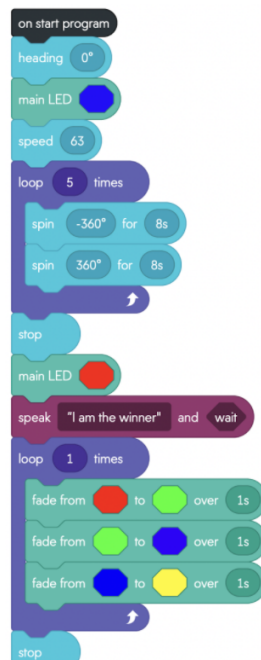 on start program
heading 0°
main LED
speed 63
loop 5 times
spin -360° for 8s
spin 360° for 8s
stop
main LED
speak "I am the winner" and wait
loop 1 times
fade from to over 1s
fade from to over 1s
fade from to over 1s
stop